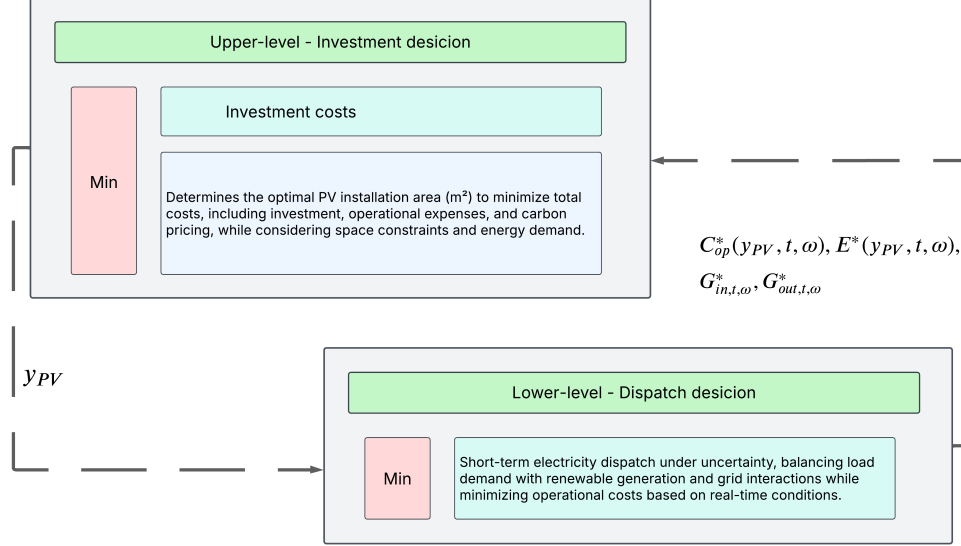 Upper-level - Investment desicion
Min
Investment costs
Determines the optimal PV installation area (m²) to minimize total
costs, including investment, operational expenses, and carbon
pricing, while considering space constraints and energy demand.
C*op(yPV, t, ω), E*(yPV, t, ω),
G*in,t,ω, G*out,t,ω
yPV
Lower-level - Dispatch desicion
Min
Short-term electricity dispatch under uncertainty, balancing load
demand with renewable generation and grid interactions while
minimizing operational costs based on real-time conditions.